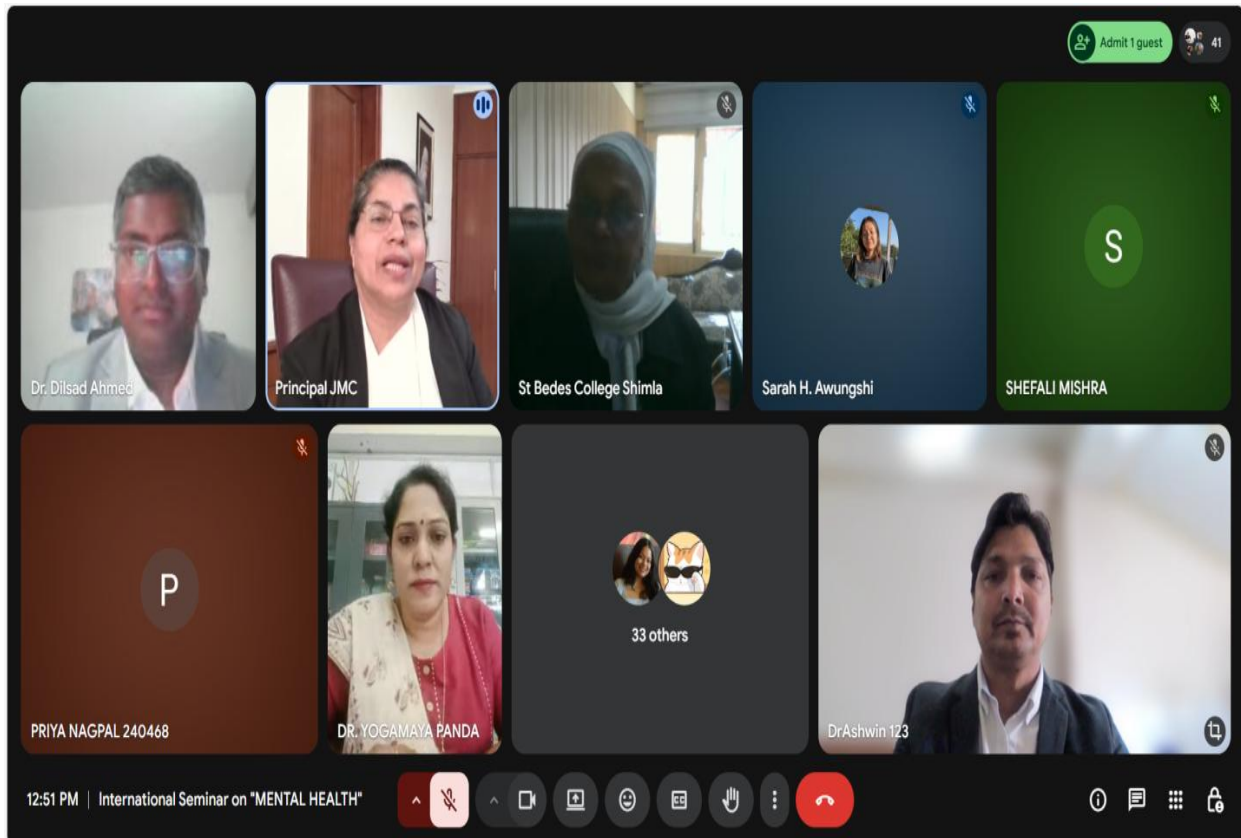 Admit 1 guest
41
Dr. Dilsad Ahmed
Principal JMC
St Bedes College Shimla
Sarah H. Awungshi
S
SHEFALI MISHRA
P
PRIYA NAGPAL 240468
DR. YOGAMAYA PANDA
33 others
DrAshwin 123
12:51 PM | International Seminar on "MENTAL HEALTH"
CC